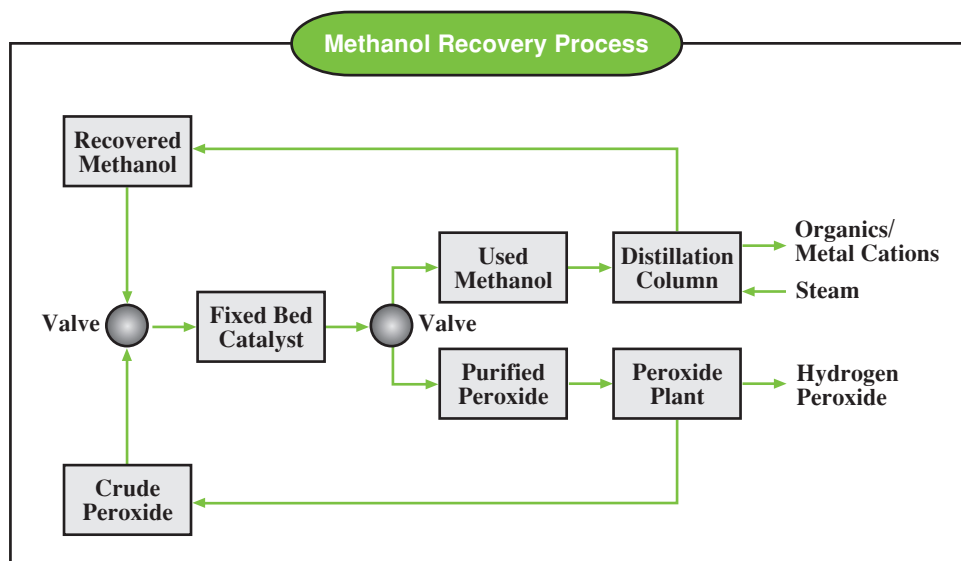 Methanol Recovery Process
Recovered
Methanol
Organics/
Metal Cations
Used
Methanol
Distillation
Column
Steam
Valve
Fixed Bed
Catalyst
Valve
Purified
Peroxide
Peroxide
Plant
Hydrogen
Peroxide
Crude
Peroxide